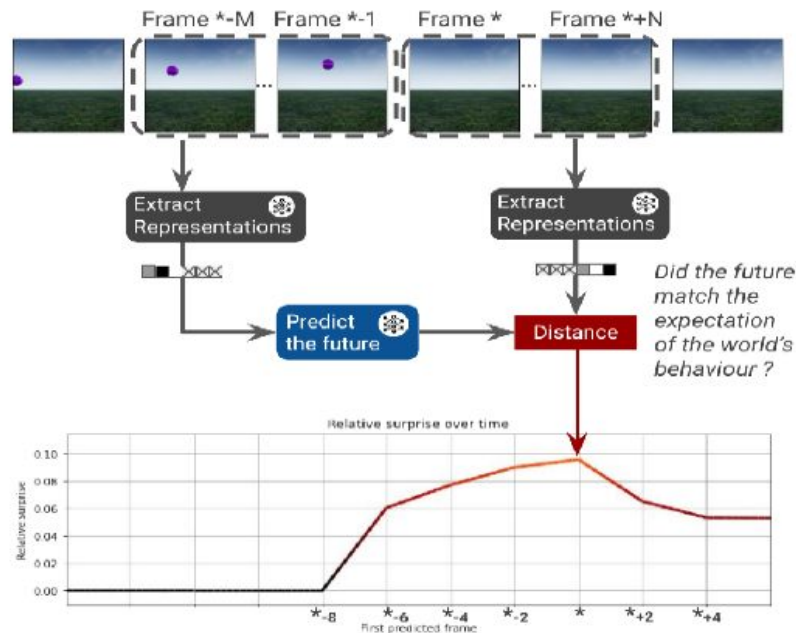 Frame *-M
Frame *-1
Frame *
Frame *+N
...
...
Extract
Representations
Extract
Representations
Predict
the future
Distance
Did the future
match the
expectation
of the world's
behaviour ?
Relative surprise over time
Relative surprise
0.10
0.08
0.06
0.04
0.02
0.00
*-8
*-6
*-4
*-2
*
*+2
*+4
First predicted frame